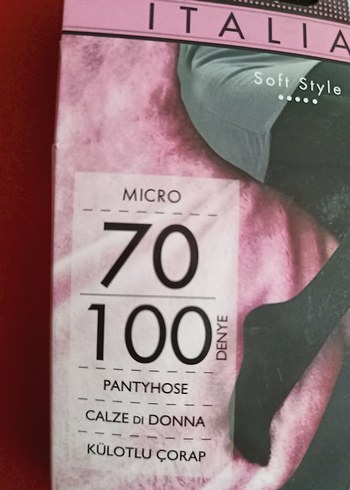 ITALIA
Soft Style
MICRO
70
100
DENYE
PANTYHOSE
CALZE DI DONNA
KÜLOTLU ÇORAP